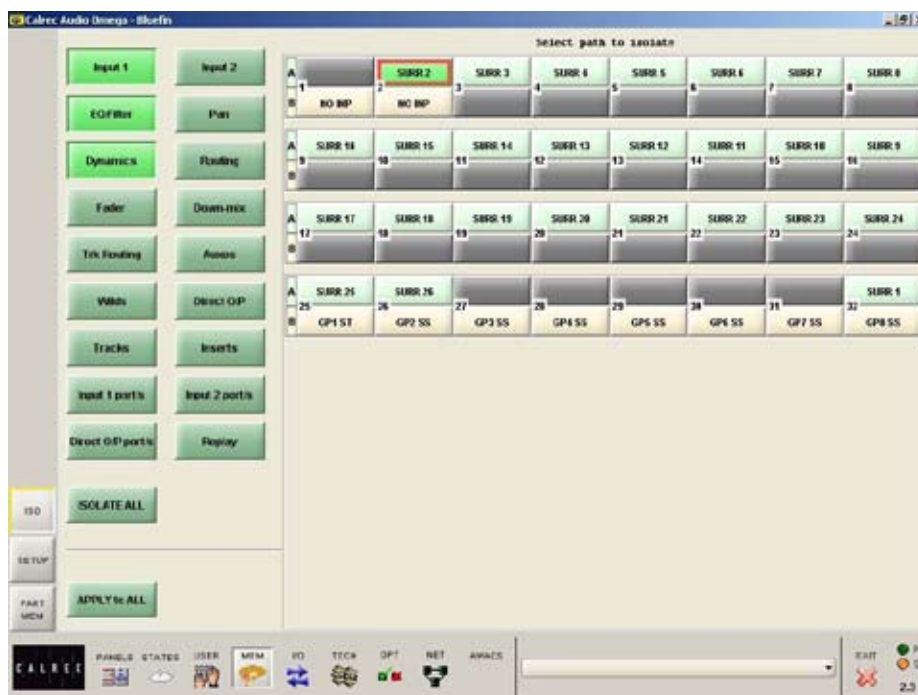 Calrec Audio Omega - Bluefin
Select path to isolate
Input 1 Input 2
EQ/Filter Pan
Dynamics Routing
Fader Down-mix
Trk Routing Auxes
Wilds Direct O/P
Tracks Inserts
Input 1 port/s Input 2 port/s
Direct O/P port/s Replay
ISOLATE ALL
APPLY to ALL
ISO
SETUP
PART
MEM
A SURR 2 SURR 3 SURR 4 SURR 5 SURR 6 SURR 7 SURR 8
1 2 3 4 5 6 7 8
B NO INP NO INP
A SURR 16 SURR 15 SURR 14 SURR 13 SURR 12 SURR 11 SURR 10 SURR 9
9 10 11 12 13 14 15 16
B
A SURR 17 SURR 18 SURR 19 SURR 20 SURR 21 SURR 22 SURR 23 SURR 24
17 18 19 20 21 22 23 24
B
A SURR 25 SURR 26 SURR 1
25 26 27 28 29 30 31 32
B GP1 ST GP2 SS GP3 SS GP4 SS GP5 SS GP6 SS GP7 SS GP8 SS
CALREC PANELS STATES USER MEM I/O TECH OPT NET AWACS EXIT